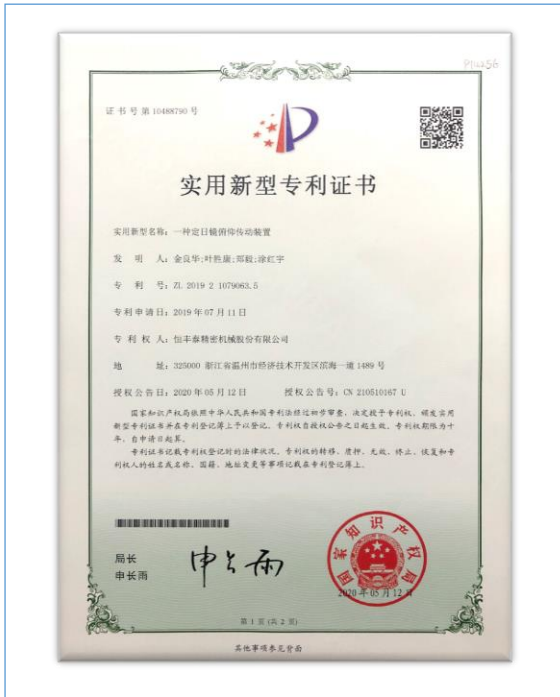 P114256
证书号第10488790号
实用新型专利证书
实用新型名称：一种定日镜俯仰传动装置
发 明 人：金良华;叶胜康;郑毅;涂红宇
专 利 号：ZL 2019 2 1079063.5
专利申请日：2019年07月11日
专 利 权 人：恒丰泰精密机械股份有限公司
地 址：325000 浙江省温州市经济技术开发区滨海一道1489号
授权公告日：2020年05月12日 授权公告号：CN 210510167 U
国家知识产权局依照中华人民共和国专利法经过初步审查，决定授予专利权，颁发实用
新型专利证书并在专利登记簿上予以登记。专利权自授权公告之日起生效。专利权期限为十
年，自申请日起算。
专利证书记载专利权登记时的法律状况。专利权的转移、质押、无效、终止、恢复和专
利权人的姓名或名称、国籍、地址变更等事项记载在专利登记簿上。
局长
申长雨
申长雨
国家知识产权局
2020年05月12日
第 1 页 (共 2 页)
其他事项参见背面